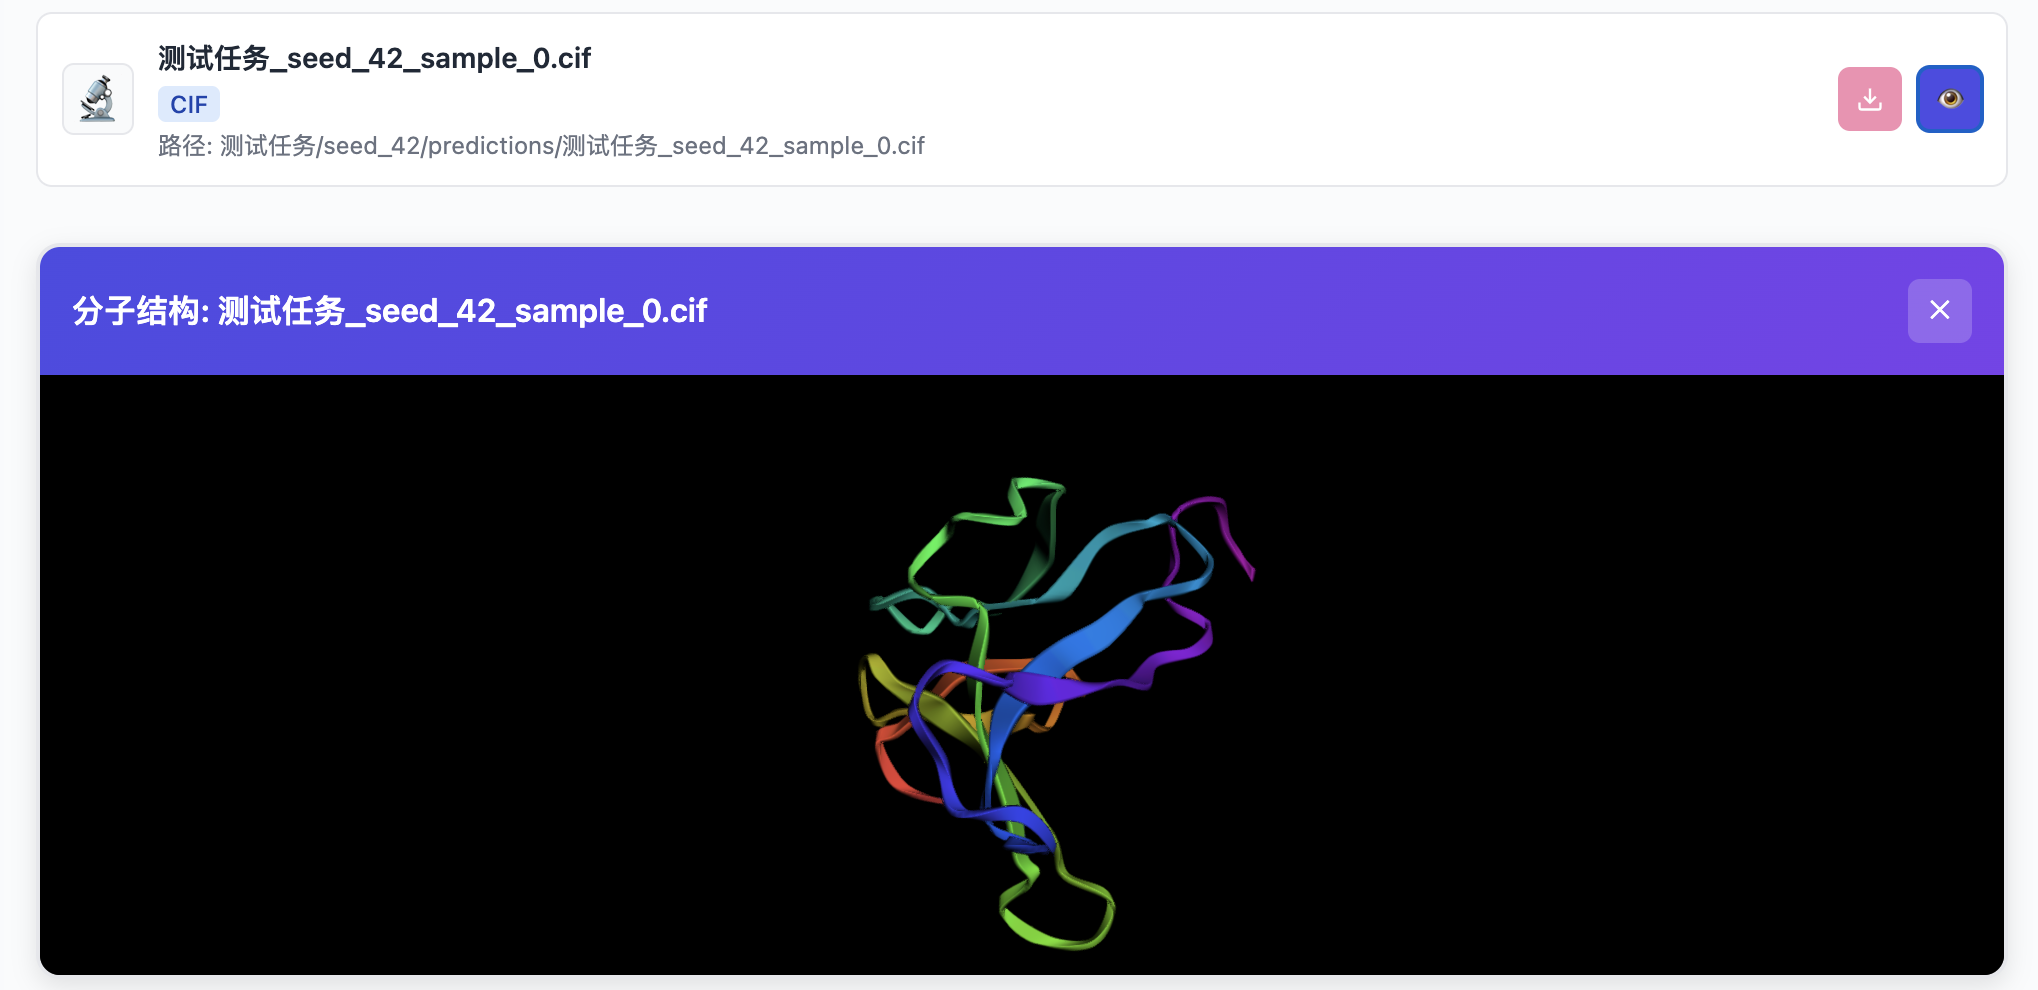 测试任务_seed_42_sample_0.cif
CIF
路径: 测试任务/seed_42/predictions/测试任务_seed_42_sample_0.cif
分子结构: 测试任务_seed_42_sample_0.cif